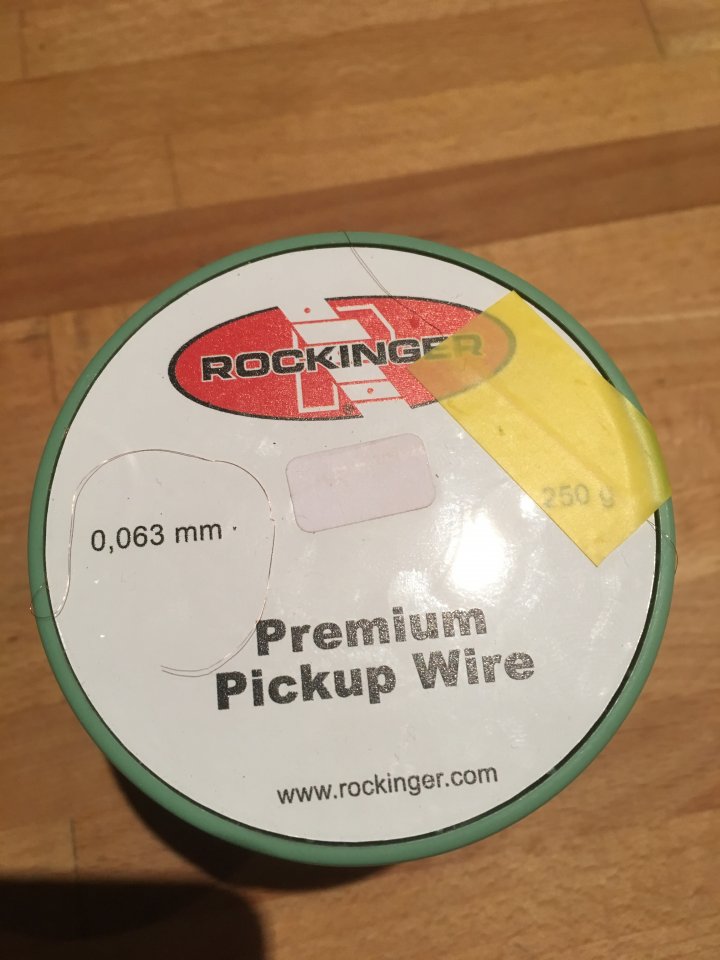 ROCKINGER
250 g
0,063 mm
Premium
Pickup Wire
www.rockinger.com